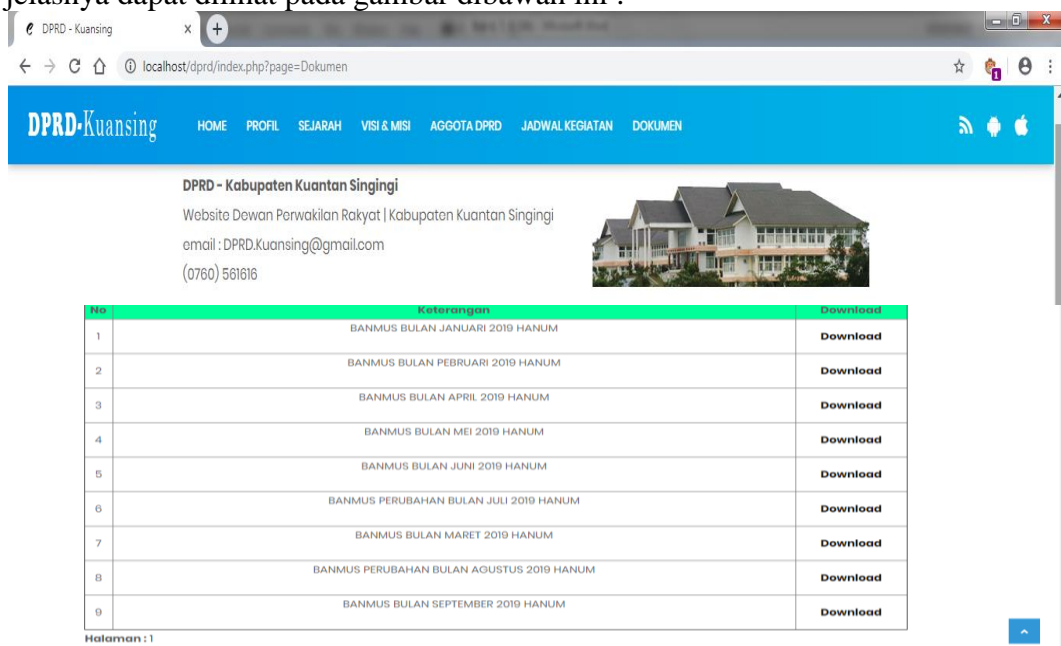 jelasnya dapat dilihat pada gambar dibawah ini :
DPRD - Kuansing
localhost/dprd/index.php?page=Dokumen
1
DPRD-Kuansing HOME PROFIL SEJARAH VISI & MISI AGGOTA DPRD JADWAL KEGIATAN DOKUMEN
DPRD - Kabupaten Kuantan Singingi
Website Dewan Perwakilan Rakyat | Kabupaten Kuantan Singingi
email : DPRD.Kuansing@gmail.com
(0760) 561616
No Keterangan Download
1 BANMUS BULAN JANUARI 2019 HANUM Download
2 BANMUS BULAN PEBRUARI 2019 HANUM Download
3 BANMUS BULAN APRIL 2019 HANUM Download
4 BANMUS BULAN MEI 2019 HANUM Download
5 BANMUS BULAN JUNI 2019 HANUM Download
6 BANMUS PERUBAHAN BULAN JULI 2019 HANUM Download
7 BANMUS BULAN MARET 2019 HANUM Download
8 BANMUS PERUBAHAN BULAN AGUSTUS 2019 HANUM Download
9 BANMUS BULAN SEPTEMBER 2019 HANUM Download
Halaman : 1